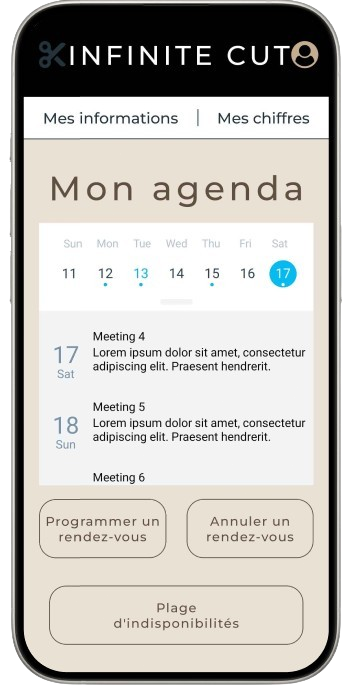 INFINITE CUT
Mes informations | Mes chiffres
Mon agenda
Sun Mon Tue Wed Thu Fri Sat
11 12 13 14 15 16 17
Meeting 4
17 Lorem ipsum dolor sit amet, consectetur
Sat adipiscing elit. Praesent hendrerit.
Meeting 5
18 Lorem ipsum dolor sit amet, consectetur
Sun adipiscing elit. Praesent hendrerit.
Meeting 6
Programmer un
rendez-vous
Annuler un
rendez-vous
Plage
d'indisponibilités